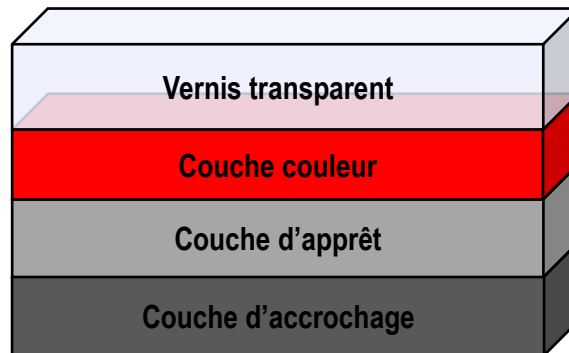 Vernis transparent
Couche couleur
Couche d’apprêt
Couche d’accrochage